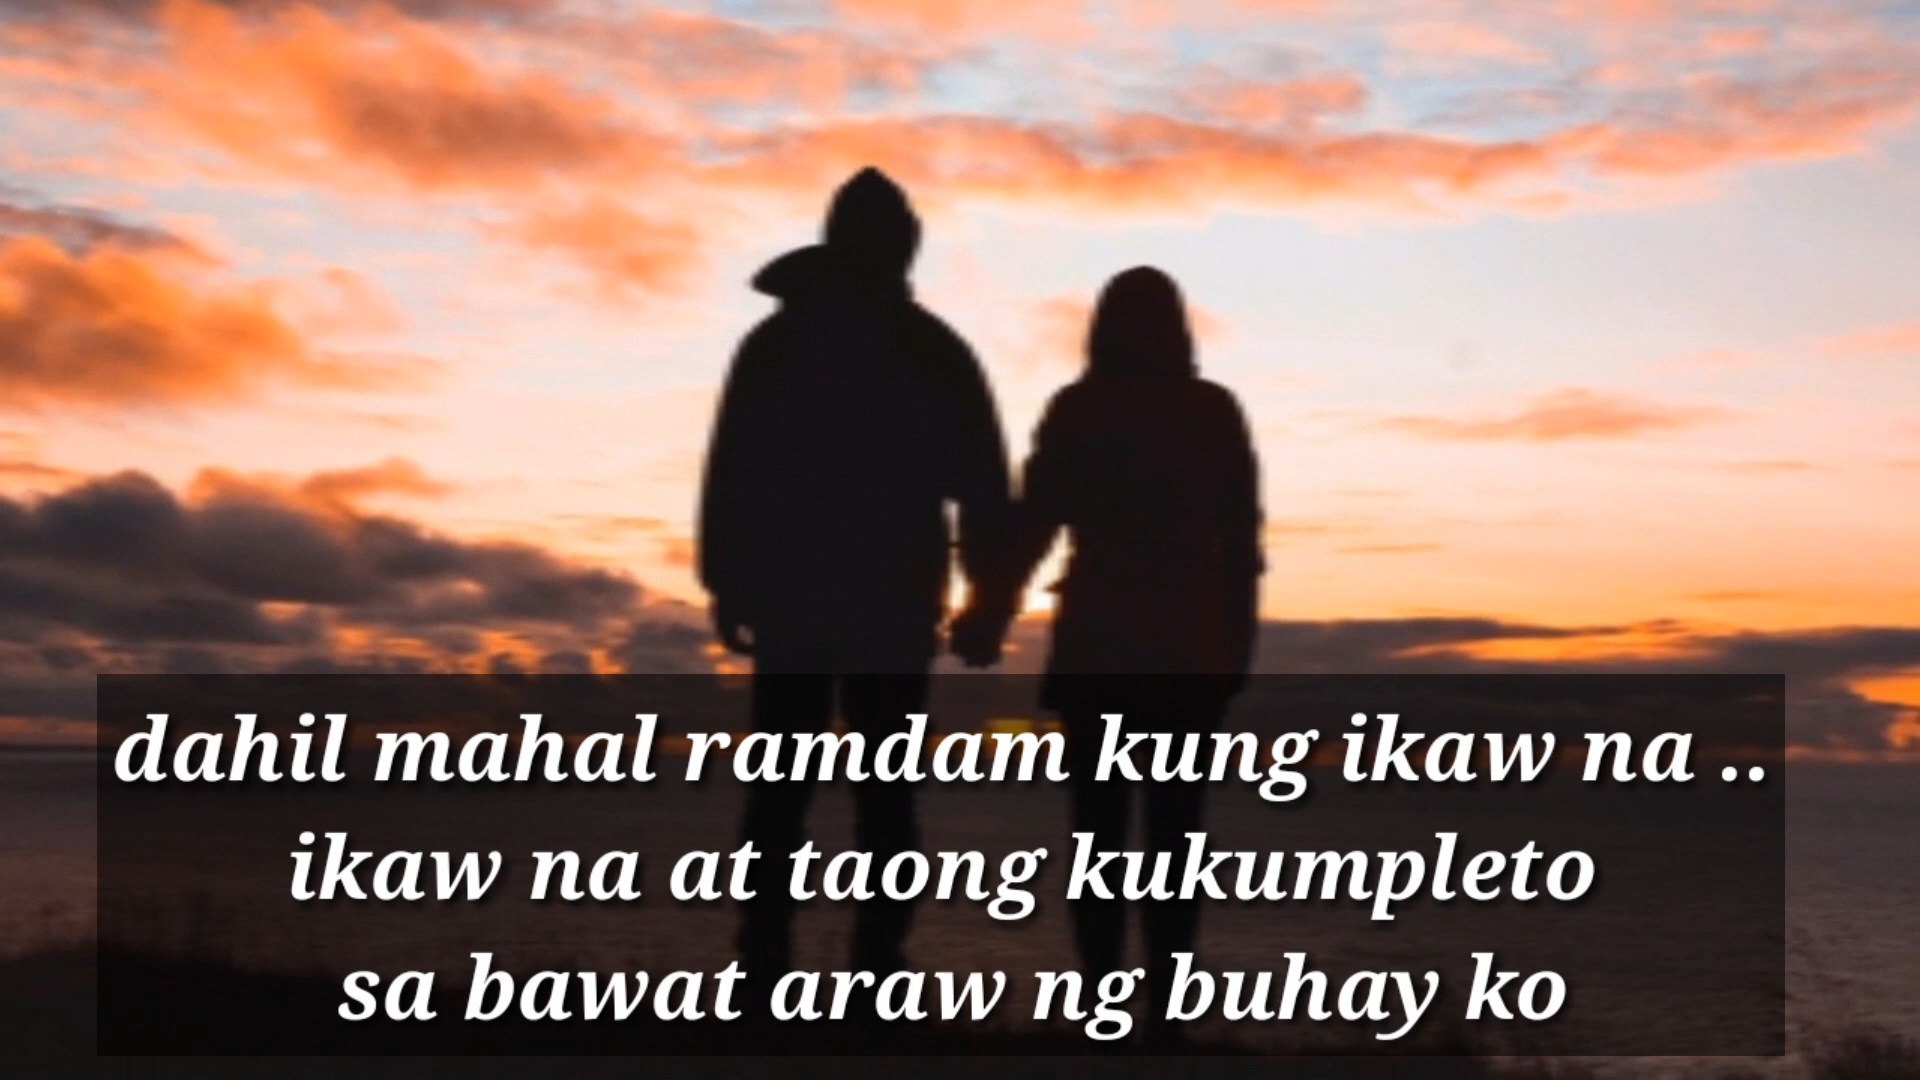 dahil mahal ramdam kung ikaw na ..
ikaw na at taong kukumpleto
sa bawat araw ng buhay ko